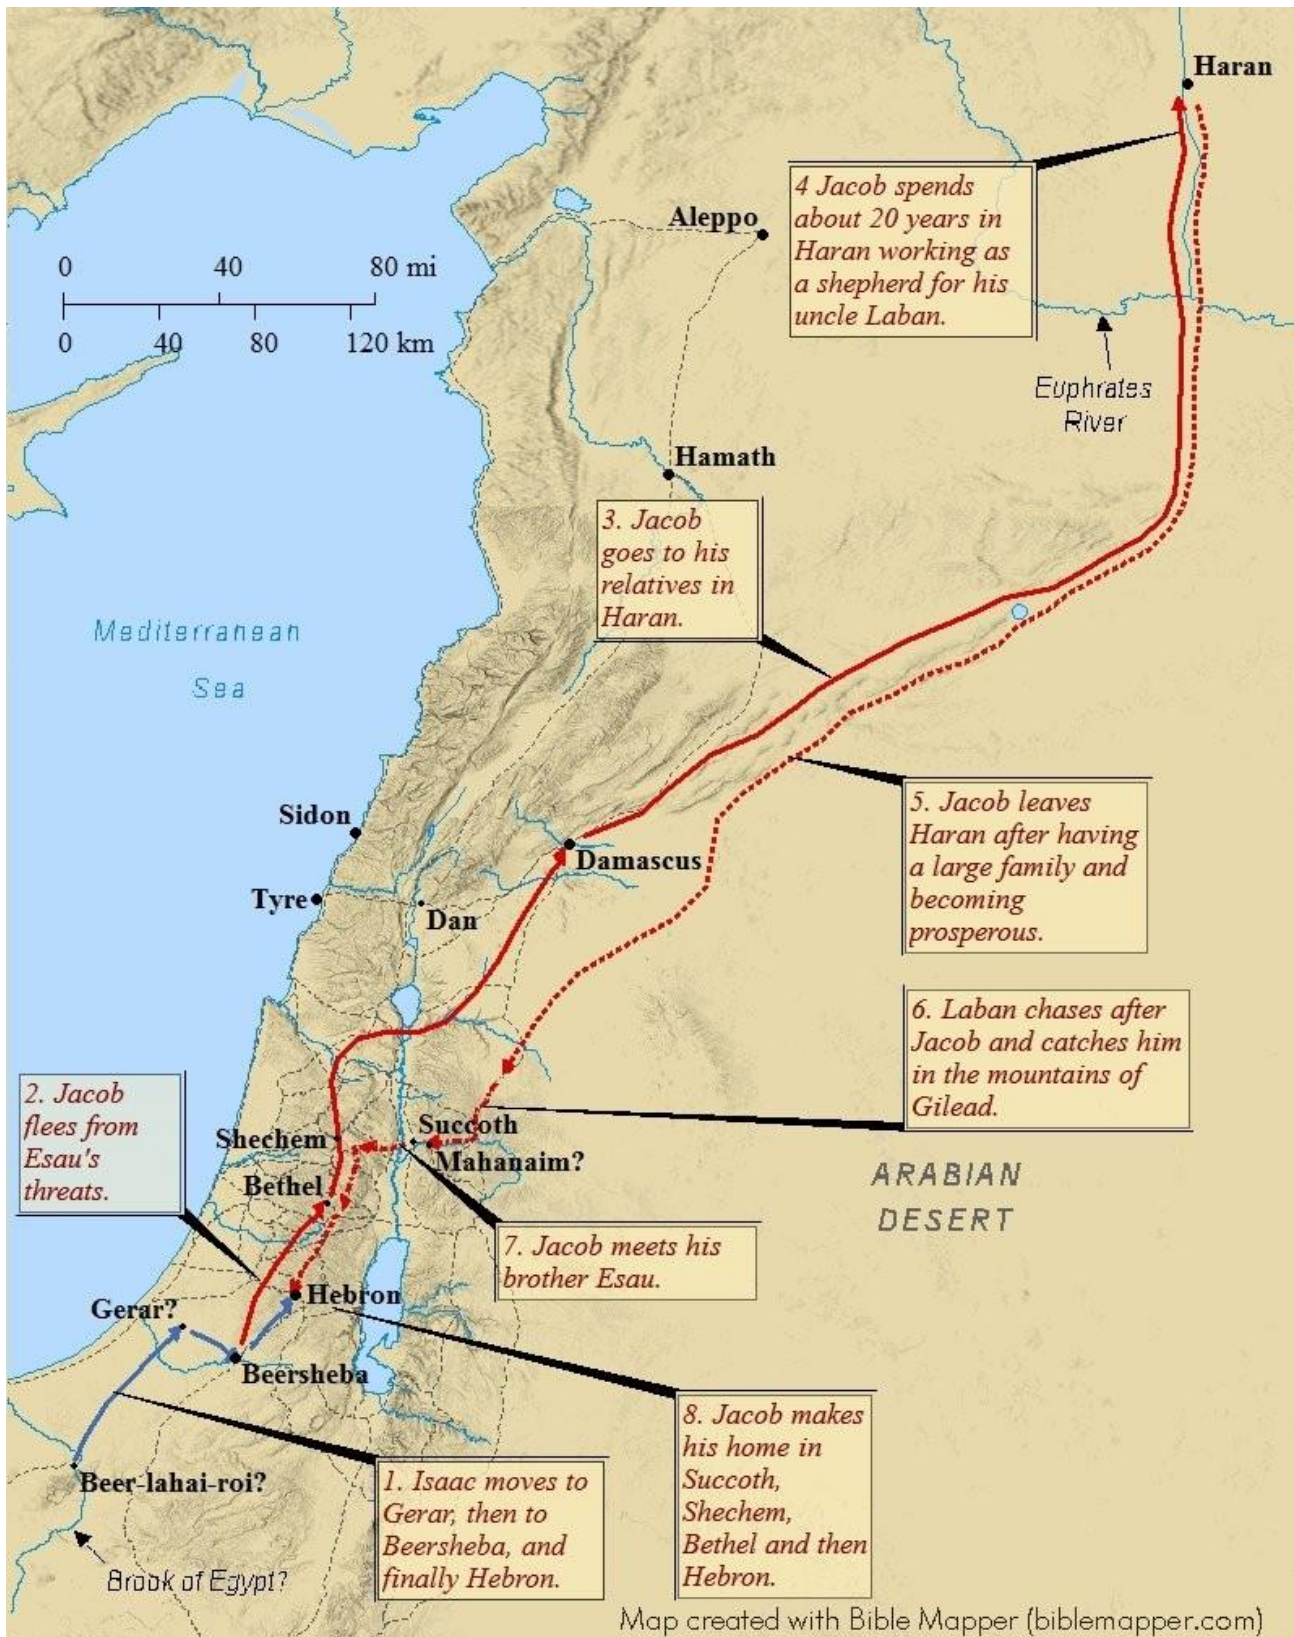 Haran
4 Jacob spends
about 20 years in
Haran working as
a shepherd for his
uncle Laban.
Aleppo
0 40 80 mi
0 40 80 120 km
Euphrates
River
Hamath
3. Jacob
goes to his
relatives in
Haran.
Mediterranean
Sea
5. Jacob leaves
Haran after having
a large family and
becoming
prosperous.
Sidon
Damascus
Tyre
Dan
6. Laban chases after
Jacob and catches him
in the mountains of
Gilead.
2. Jacob
flees from
Esau's
threats.
Shechem
Succoth
Mahanaim?
Bethel
ARABIAN
DESERT
7. Jacob meets his
brother Esau.
Hebron
Gerar?
Beersheba
8. Jacob makes
his home in
Succoth,
Shechem,
Bethel and then
Hebron.
Beer-lahai-roi?
1. Isaac moves to
Gerar, then to
Beersheba, and
finally Hebron.
Brook of Egypt?
Map created with Bible Mapper (biblemapper.com)